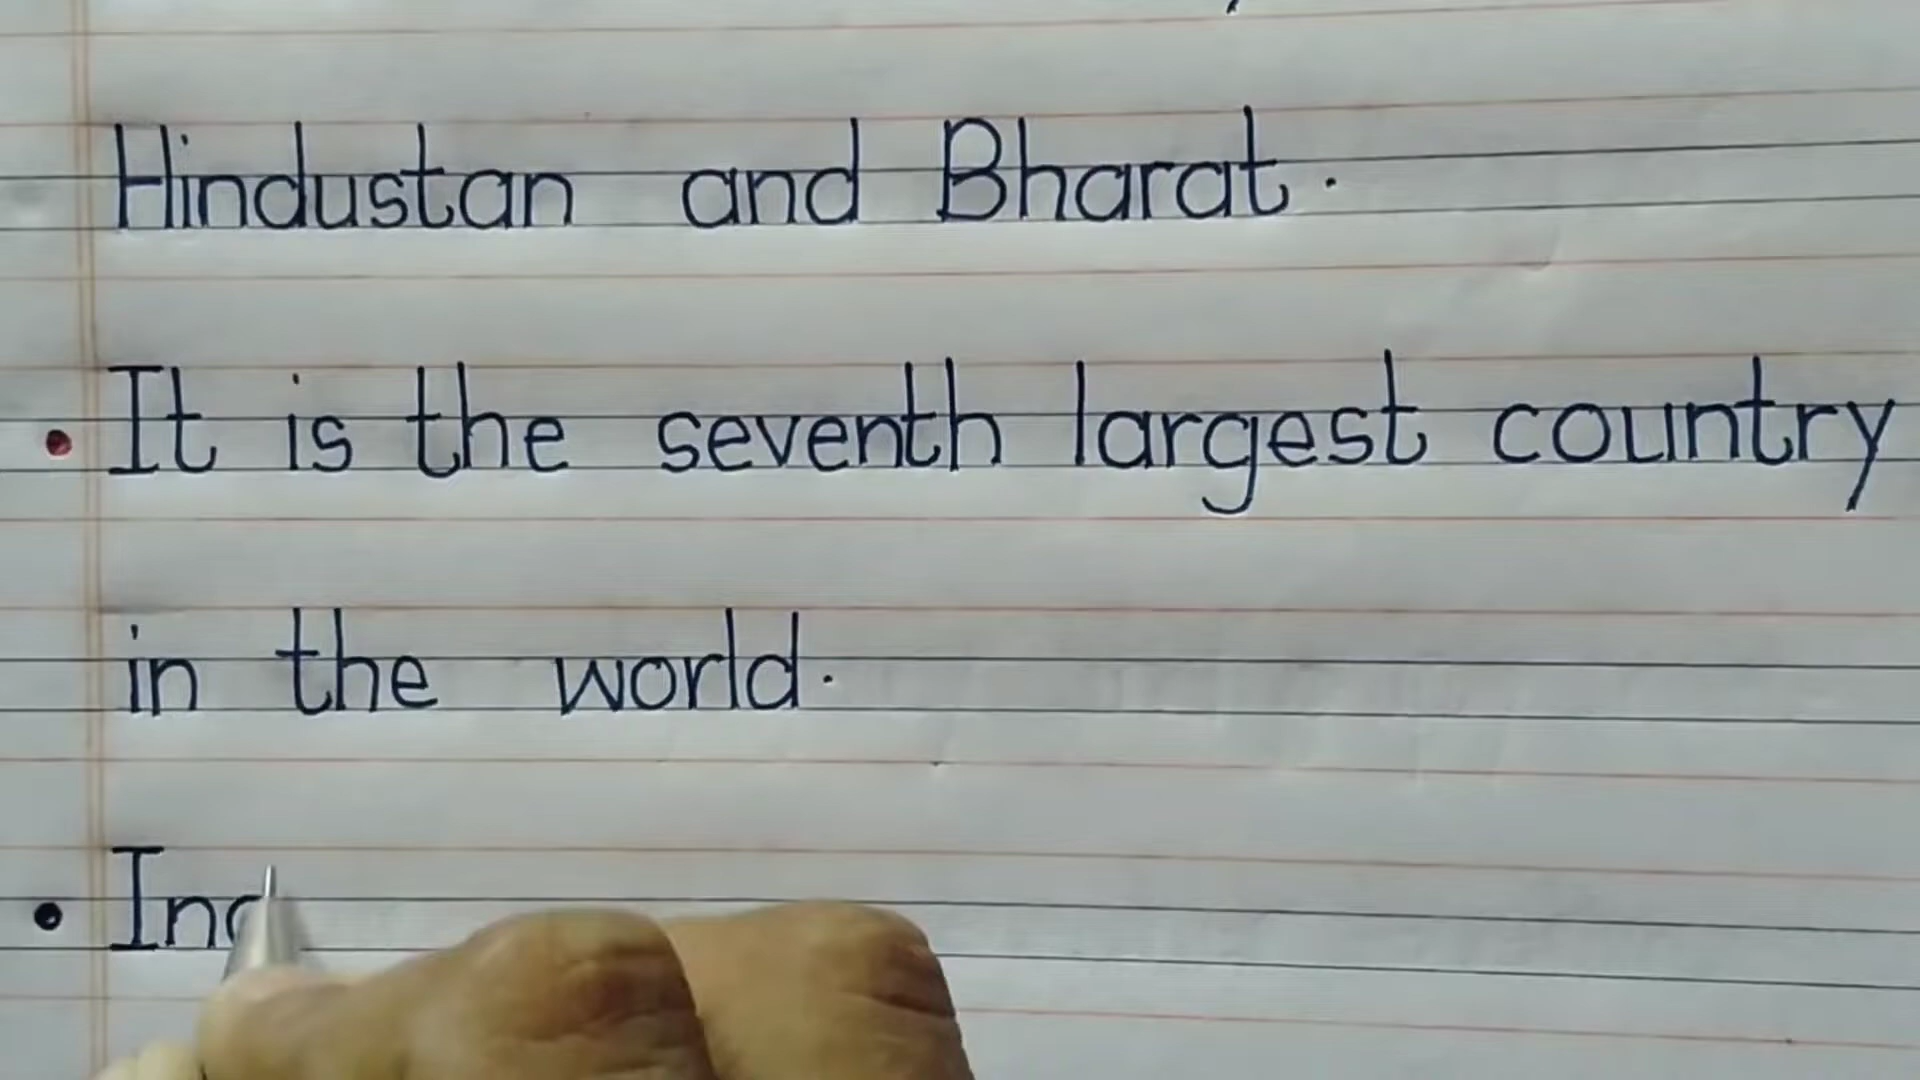 Hindustan and Bharat.
• It is the seventh largest country
in the world.
•